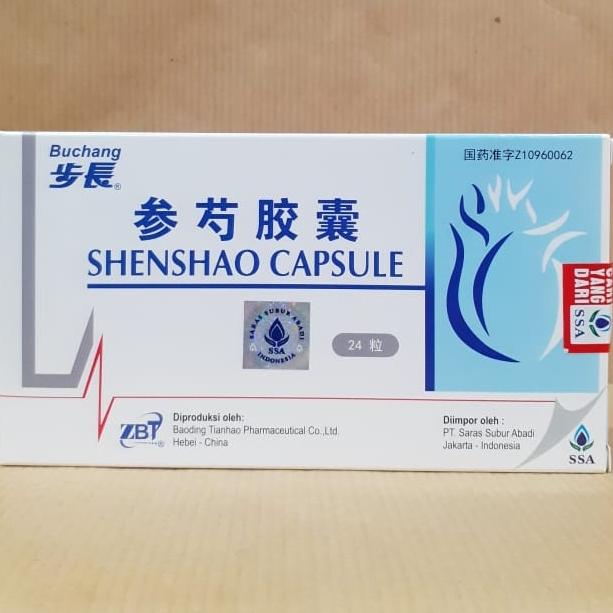 Buchang
步長®
国药准字Z10960062
参芍胶囊
SHENSHAO CAPSULE
SARAS SUBUR ABADI
SSA
INDONESIA
24 粒
YANG
DARI
SSA
ZBT
Diproduksi oleh:
Baoding Tianhao Pharmaceutical Co.,Ltd.
Hebei - China
Diimpor oleh :
PT. Saras Subur Abadi
Jakarta - Indonesia
SSA